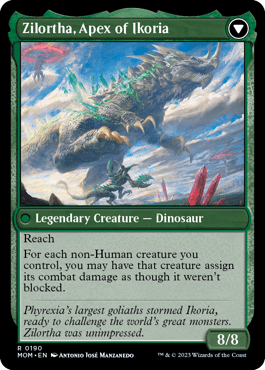 Zilortha, Apex of Ikoria
Legendary Creature — Dinosaur
Reach
For each non-Human creature you
control, you may have that creature
assign its combat damage as though it weren't
blocked.
Phyrexia's largest goliaths stormed Ikoria,
ready to challenge the world's great monsters.
Zilortha was unimpressed.
8/8
R 0190
MOM • EN Antonio José Manzanedo
™ & © 2023 Wizards of the Coast